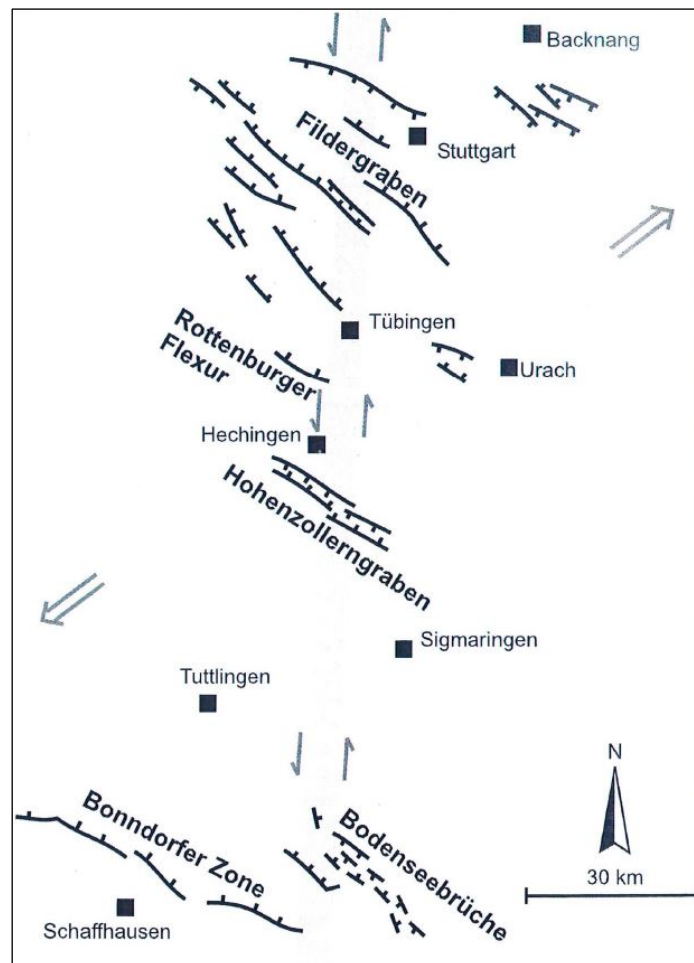 Backnang
Stuttgart
Fildergraben
Tübingen
Rottenburger
Flexur
Urach
Hechingen
Hohenzollerngraben
Sigmaringen
Tuttlingen
N
Bonndorfer Zone
Bodenseebrüche
30 km
Schaffhausen